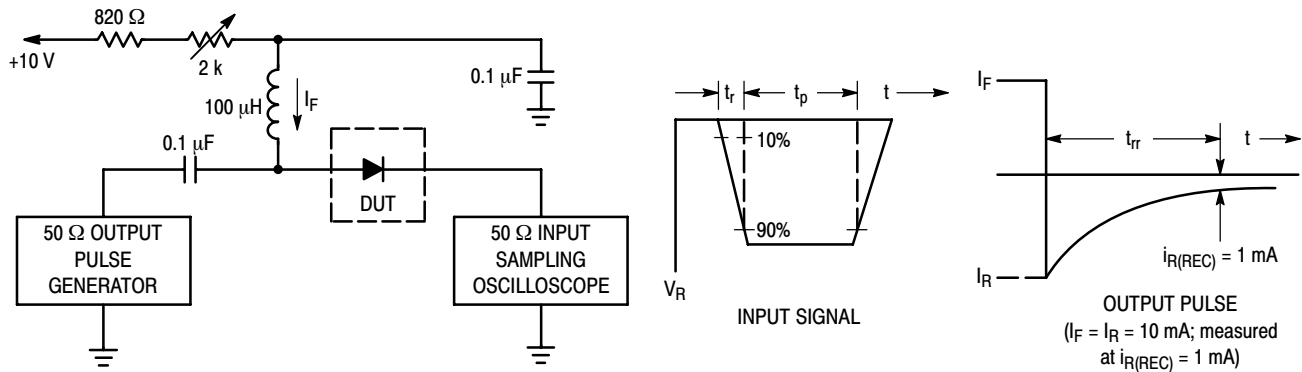 820 Ω
+10 V
2 k
100 μH
I_F
0.1 μF
0.1 μF
DUT
50 Ω OUTPUT
PULSE
GENERATOR
50 Ω INPUT
SAMPLING
OSCILLOSCOPE
t_r
t_p
t
10%
90%
V_R
INPUT SIGNAL
I_F
t_rr
t
i_R(REC) = 1 mA
I_R
OUTPUT PULSE
(I_F = I_R = 10 mA; measured
at i_R(REC) = 1 mA)